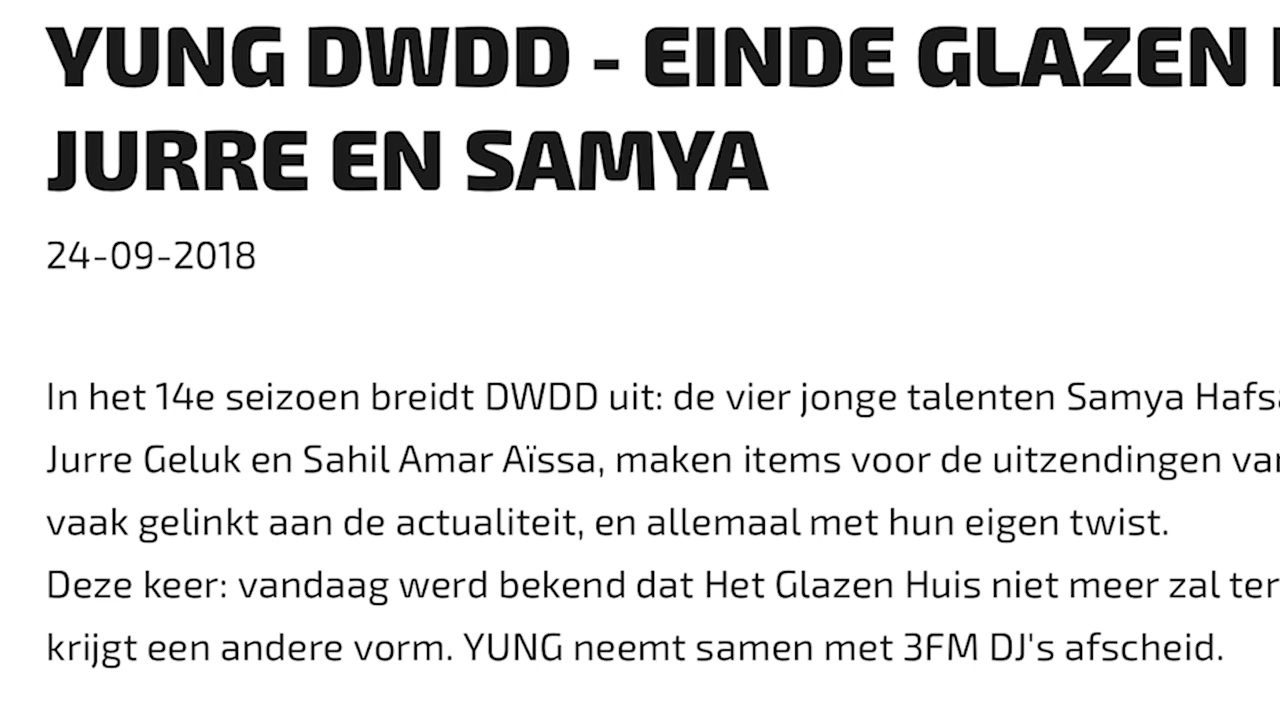 YUNG DWDD - EINDE GLAZEN
JURRE EN SAMYA
24-09-2018
In het 14e seizoen breidt DWDD uit: de vier jonge talenten Samya
Jurre Geluk en Sahil Amar Aïssa, maken items voor de uitzendingen
vaak gelinkt aan de actualiteit, en allemaal met hun eigen twist.
Deze keer: vandaag werd bekend dat Het Glazen Huis niet meer zal
krijgt een andere vorm. YUNG neemt samen met 3FM DJ's afscheid.